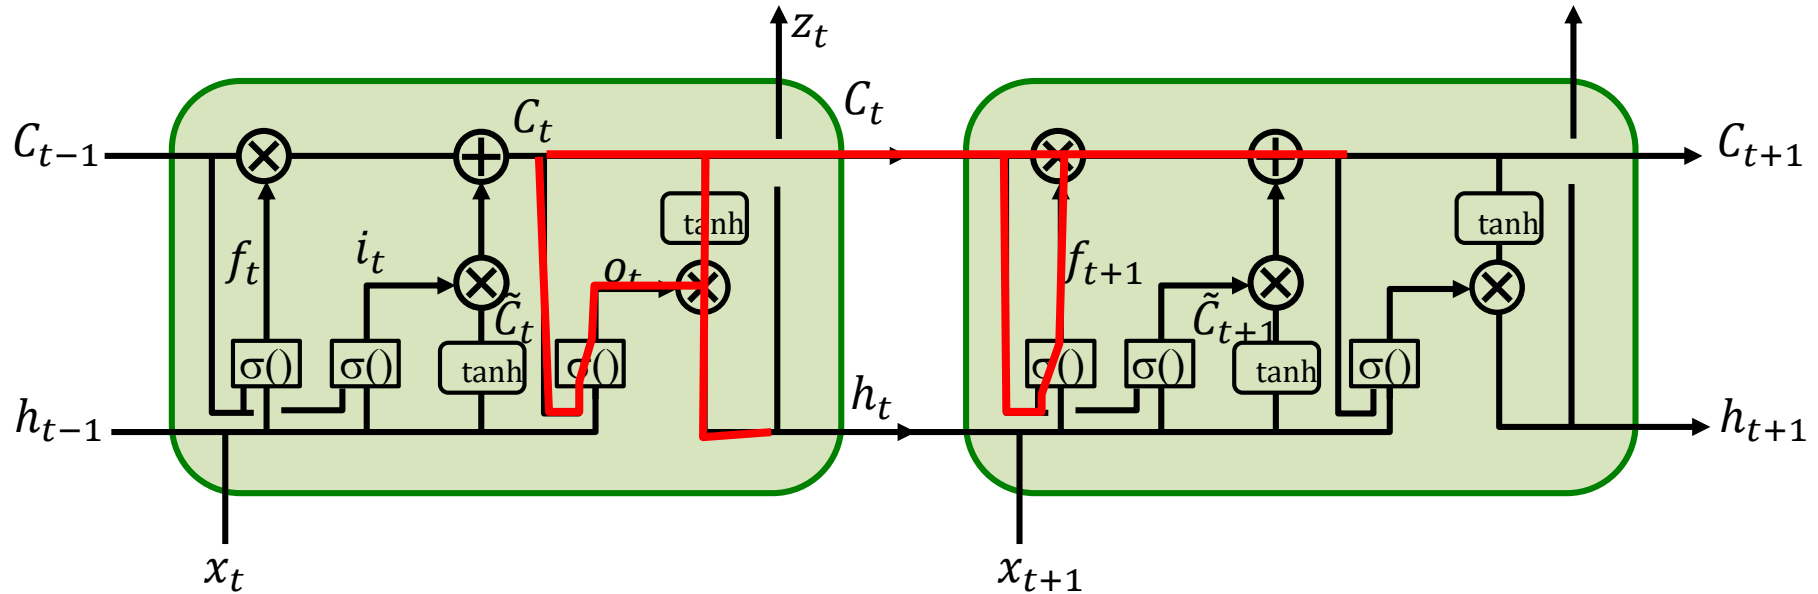 z_t
C_t
C_t
C_{t-1}
C_{t+1}
tanh
tanh
f_t
i_t
o_t
f_{t+1}
C̃_t
C̃_{t+1}
σ()
σ()
tanh
σ()
σ()
σ()
tanh
σ()
h_{t-1}
h_t
h_{t+1}
x_t
x_{t+1}